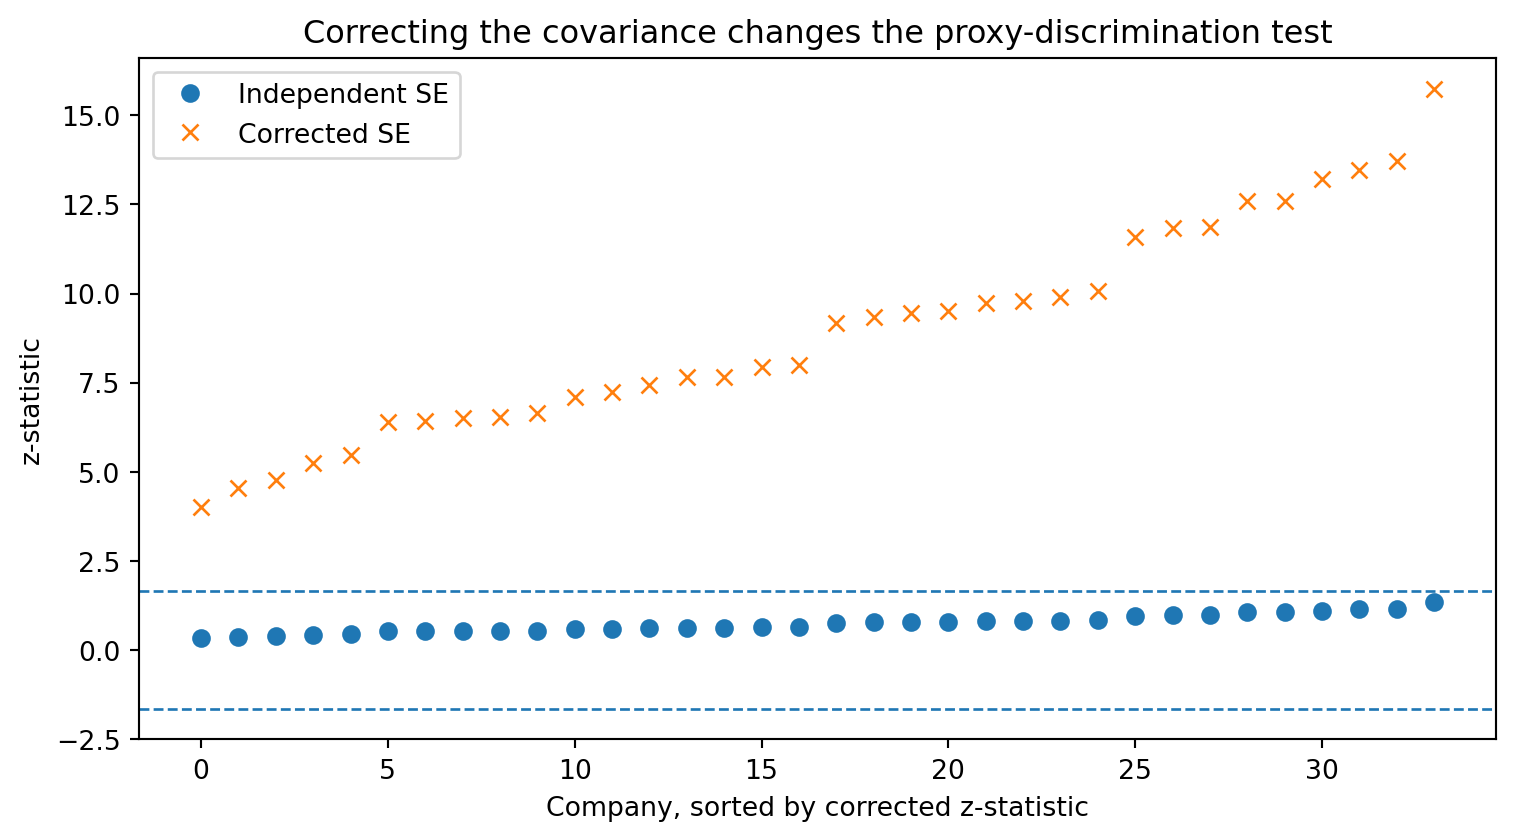 Correcting the covariance changes the proxy-discrimination test
Independent SE
Corrected SE
15.0
12.5
10.0
7.5
5.0
2.5
0.0
−2.5
z-statistic
0 5 10 15 20 25 30
Company, sorted by corrected z-statistic